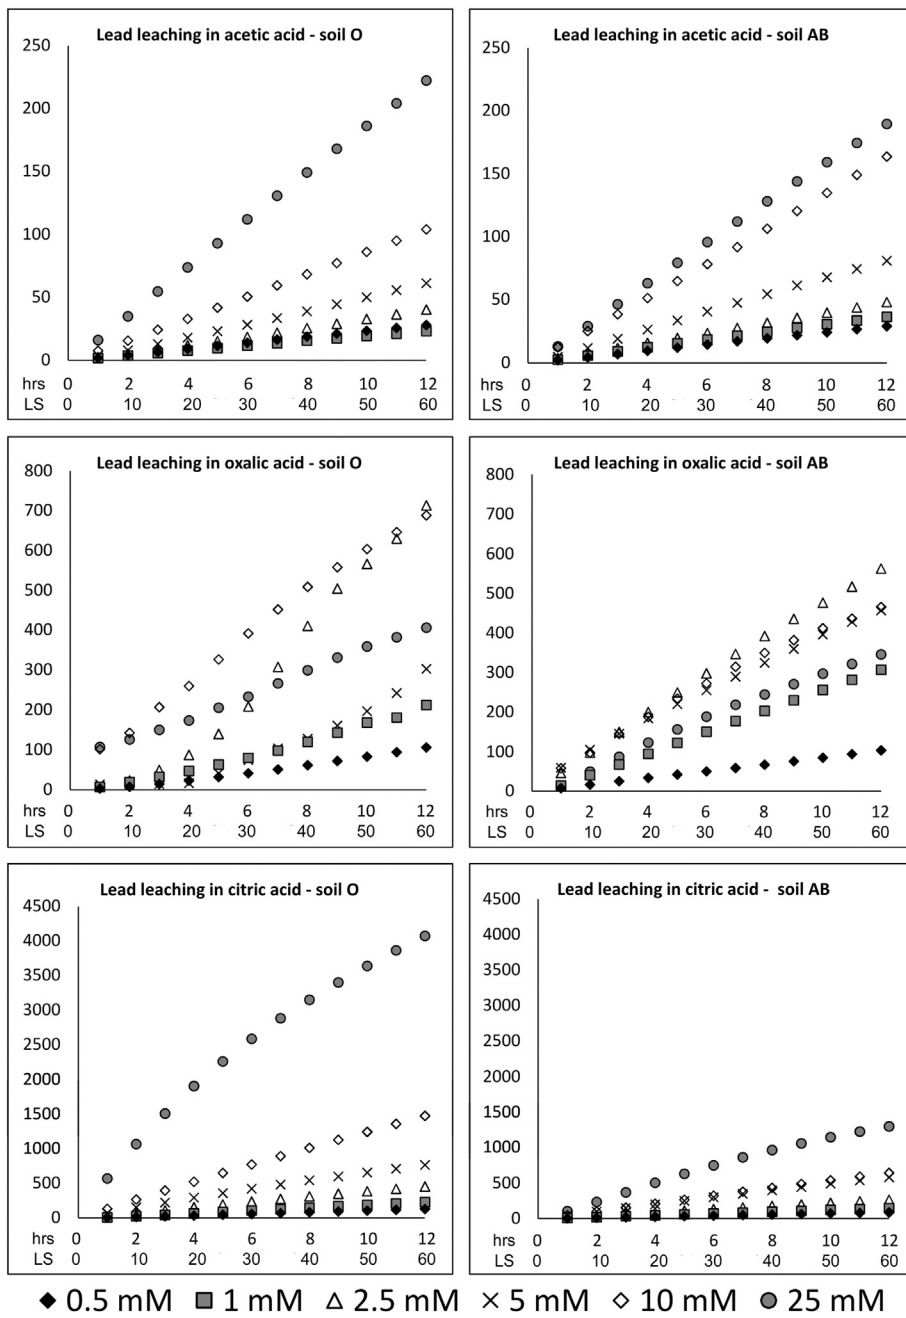 Lead leaching in acetic acid - soil O
250
200
150
100
50
0
hrs 0 2 4 6 8 10 12
LS 0 10 20 30 40 50 60
Lead leaching in acetic acid - soil AB
250
200
150
100
50
0
hrs 0 2 4 6 8 10 12
LS 0 10 20 30 40 50 60
Lead leaching in oxalic acid - soil O
800
700
600
500
400
300
200
100
0
hrs 0 2 4 6 8 10 12
LS 0 10 20 30 40 50 60
Lead leaching in oxalic acid - soil AB
800
700
600
500
400
300
200
100
0
hrs 0 2 4 6 8 10 12
LS 0 10 20 30 40 50 60
Lead leaching in citric acid - soil O
4500
4000
3500
3000
2500
2000
1500
1000
500
0
hrs 0 2 4 6 8 10 12
LS 0 10 20 30 40 50 60
Lead leaching in citric acid - soil AB
4500
4000
3500
3000
2500
2000
1500
1000
500
0
hrs 0 2 4 6 8 10 12
LS 0 10 20 30 40 50 60
0.5 mM 1 mM 2.5 mM 5 mM 10 mM 25 mM